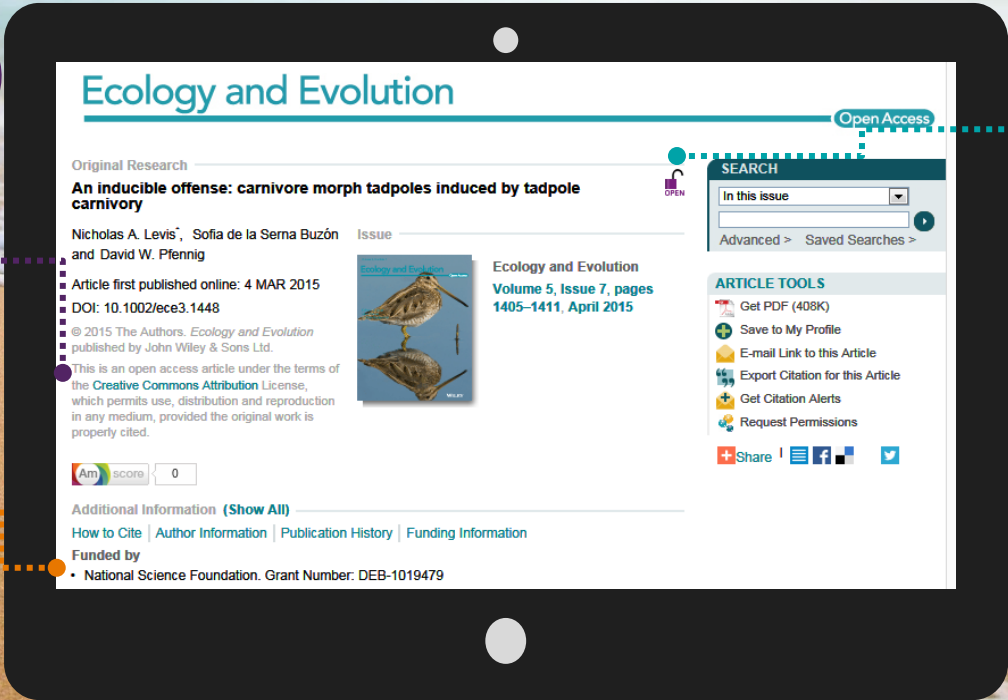 Ecology and Evolution
Open Access
Original Research
An inducible offense: carnivore morph tadpoles induced by tadpole
carnivory
OPEN
Nicholas A. Levis*, Sofia de la Serna Buzón
and David W. Pfennig
Article first published online: 4 MAR 2015
DOI: 10.1002/ece3.1448
© 2015 The Authors. Ecology and Evolution
published by John Wiley & Sons Ltd.
This is an open access article under the terms of
the Creative Commons Attribution License,
which permits use, distribution and reproduction
in any medium, provided the original work is
properly cited.
Am score 0
Issue
Ecology and Evolution
Open Access
WILEY
Ecology and Evolution
Volume 5, Issue 7, pages
1405–1411, April 2015
Additional Information (Show All)
How to Cite | Author Information | Publication History | Funding Information
Funded by
• National Science Foundation. Grant Number: DEB-1019479
SEARCH
In this issue
Advanced > Saved Searches >
ARTICLE TOOLS
Get PDF (408K)
Save to My Profile
E-mail Link to this Article
Export Citation for this Article
Get Citation Alerts
Request Permissions
Share